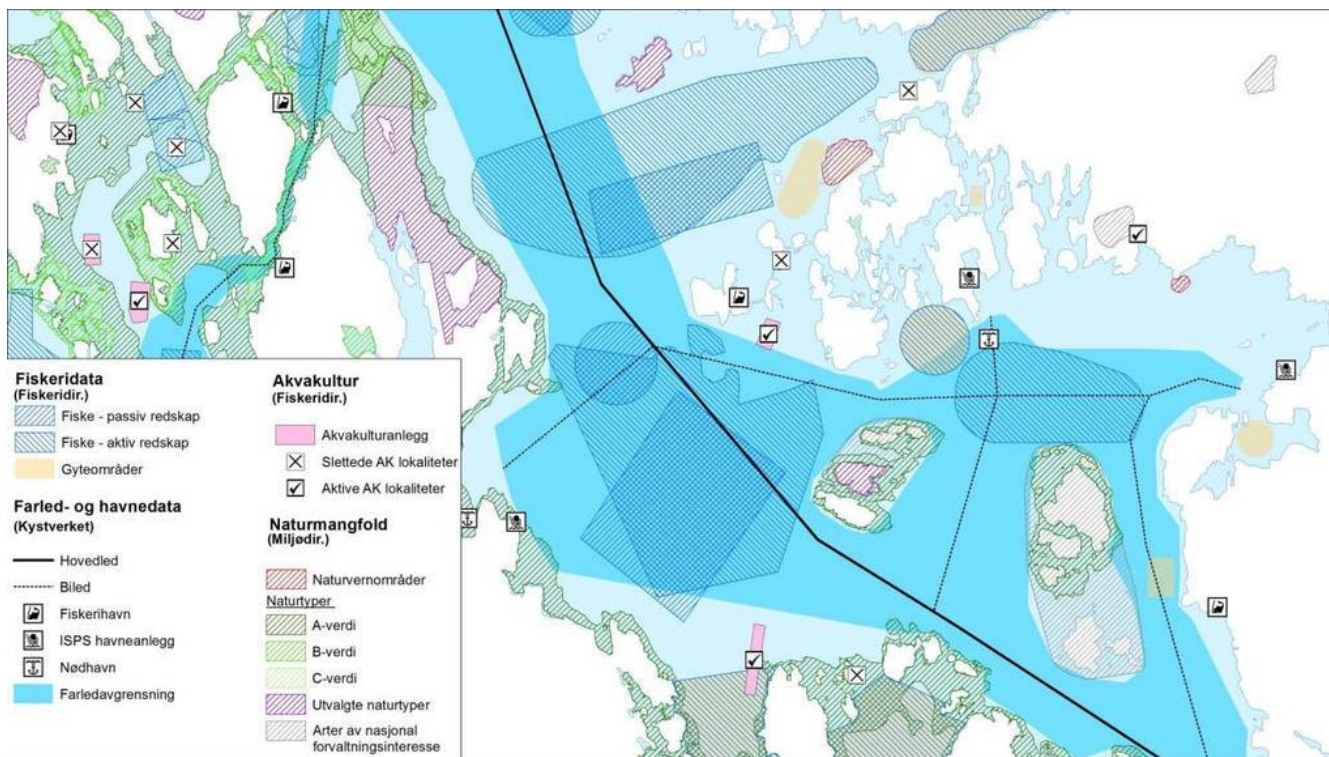 Fiskeridata
(Fiskeridir.)
Fiske - passiv redskap
Fiske - aktiv redskap
Gyteområder
Farled- og havnedata
(Kystverket)
Hovedled
Biled
Fiskerihavn
ISPS havneanlegg
Nødhavn
Farledavgrensning
Akvakultur
(Fiskeridir.)
Akvakulturanlegg
Slettede AK lokaliteter
Aktive AK lokaliteter
Naturmangfold
(Miljødir.)
Naturvernområder
Naturtyper
A-verdi
B-verdi
C-verdi
Utvalgte naturtyper
Arter av nasjonal
forvaltningsinteresse